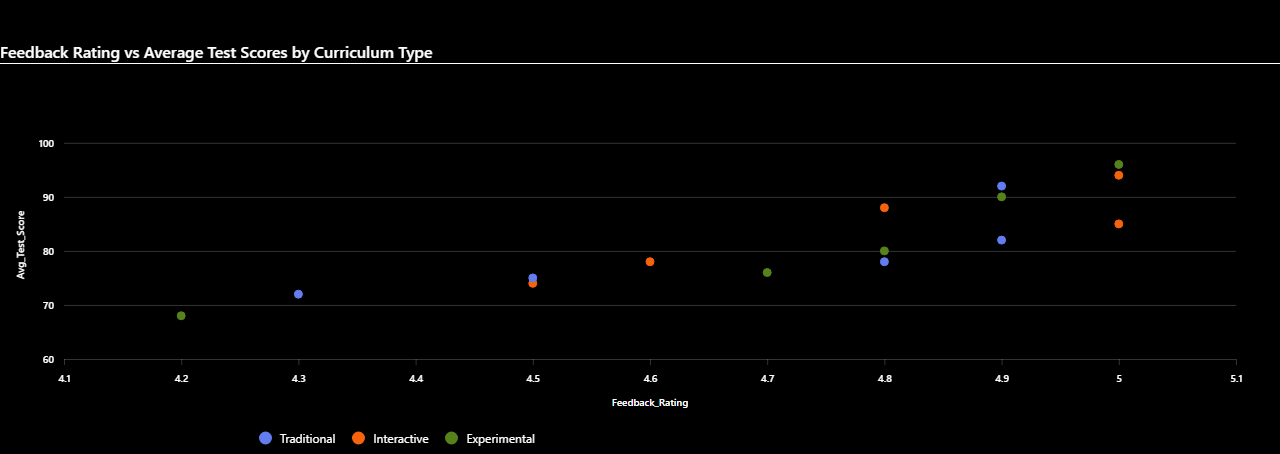 Feedback Rating vs Average Test Scores by Curriculum Type
100
90
80
70
60
Avg_Test_Score
4.1 4.2 4.3 4.4 4.5 4.6 4.7 4.8 4.9 5 5.1
Feedback_Rating
Traditional Interactive Experimental